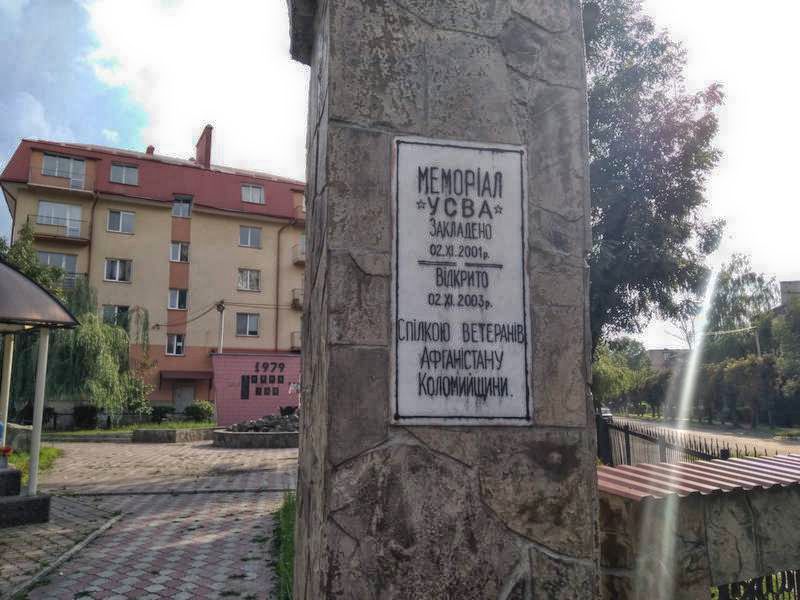 МЕМОРІАЛ
*УСВА*
ЗАКЛАДЕНО
02.XI.2001р.
ВІДКРИТО
02.XI.2003р.
СПІЛКОЮ ВЕТЕРАНІВ
АФГАНІСТАНУ
КОЛОМИЙЩИНИ.
1979